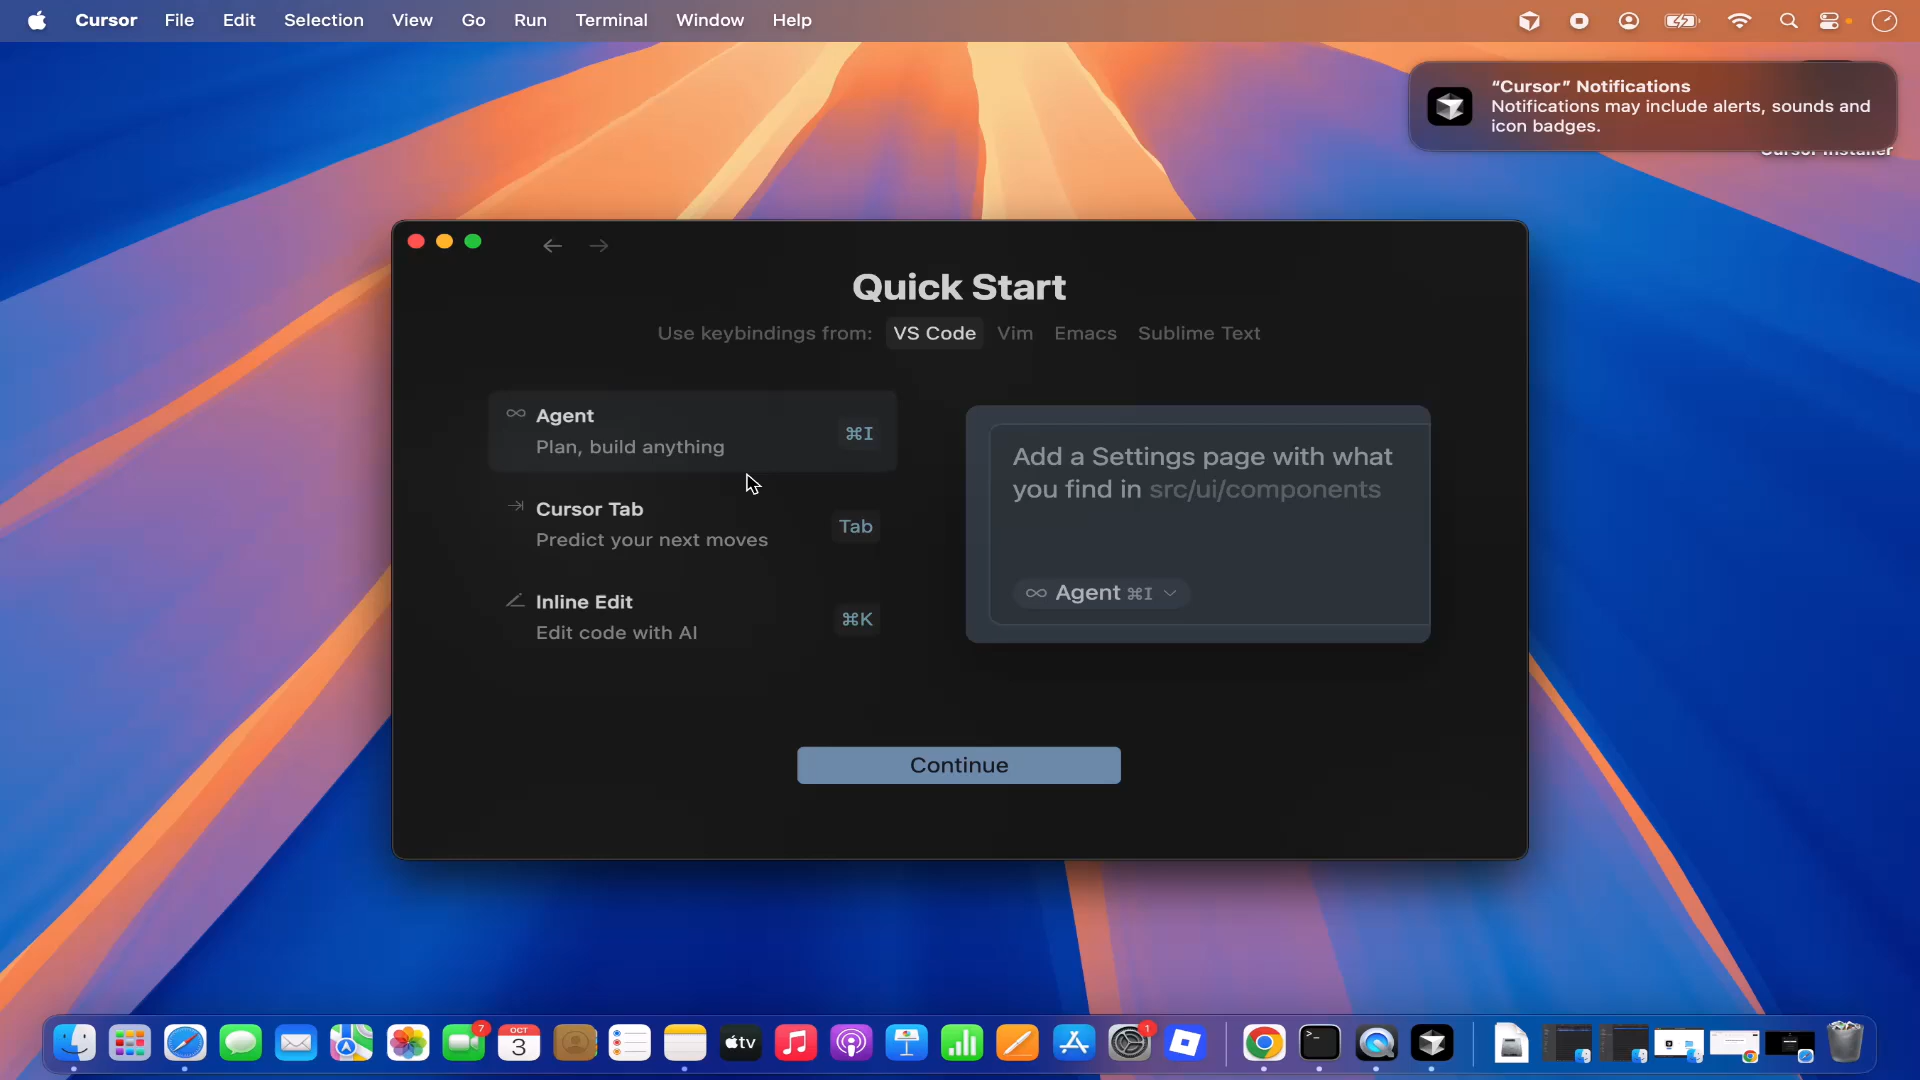 Cursor File Edit Selection View Go Run Terminal Window Help
“Cursor” Notifications
Notifications may include alerts, sounds and
icon badges.
Cursor Installer
Quick Start
Use keybindings from: VS Code Vim Emacs Sublime Text
Agent
Plan, build anything
⌘I
Cursor Tab
Predict your next moves
Tab
Inline Edit
Edit code with AI
⌘K
Add a Settings page with what
you find in src/ui/components
Agent ⌘I
Continue
7
OCT
3
tv
1